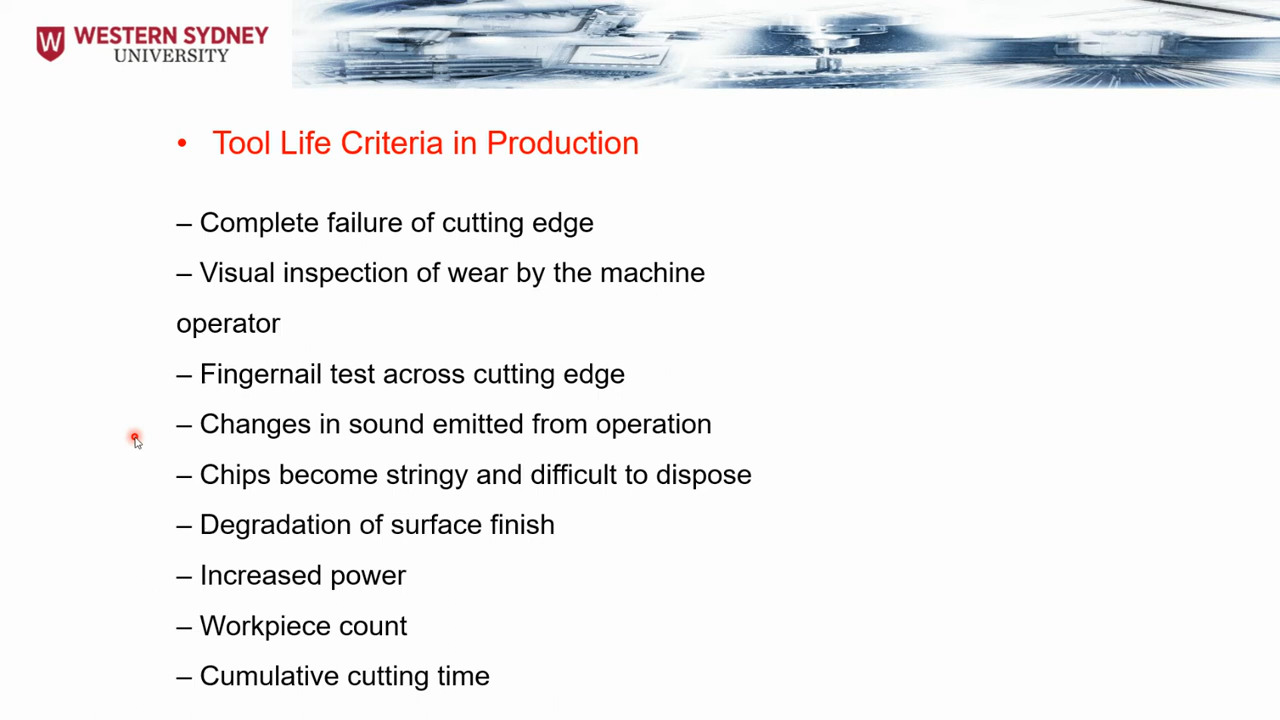 WESTERN SYDNEY
UNIVERSITY
• Tool Life Criteria in Production
– Complete failure of cutting edge
– Visual inspection of wear by the machine
operator
– Fingernail test across cutting edge
– Changes in sound emitted from operation
– Chips become stringy and difficult to dispose
– Degradation of surface finish
– Increased power
– Workpiece count
– Cumulative cutting time